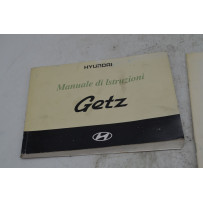 HYUNDAI
Manuale di Istruzioni
Getz